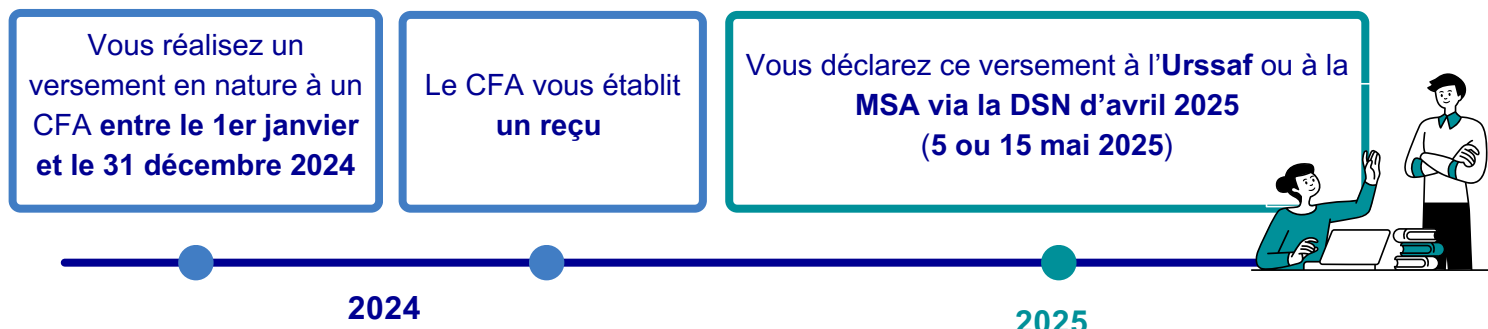 Vous réalisez un
versement en nature à un
CFA entre le 1er janvier
et le 31 décembre 2024
Le CFA vous établit
un reçu
Vous déclarez ce versement à l'Urssaf ou à la
MSA via la DSN d'avril 2025
(5 ou 15 mai 2025)
2024
2025